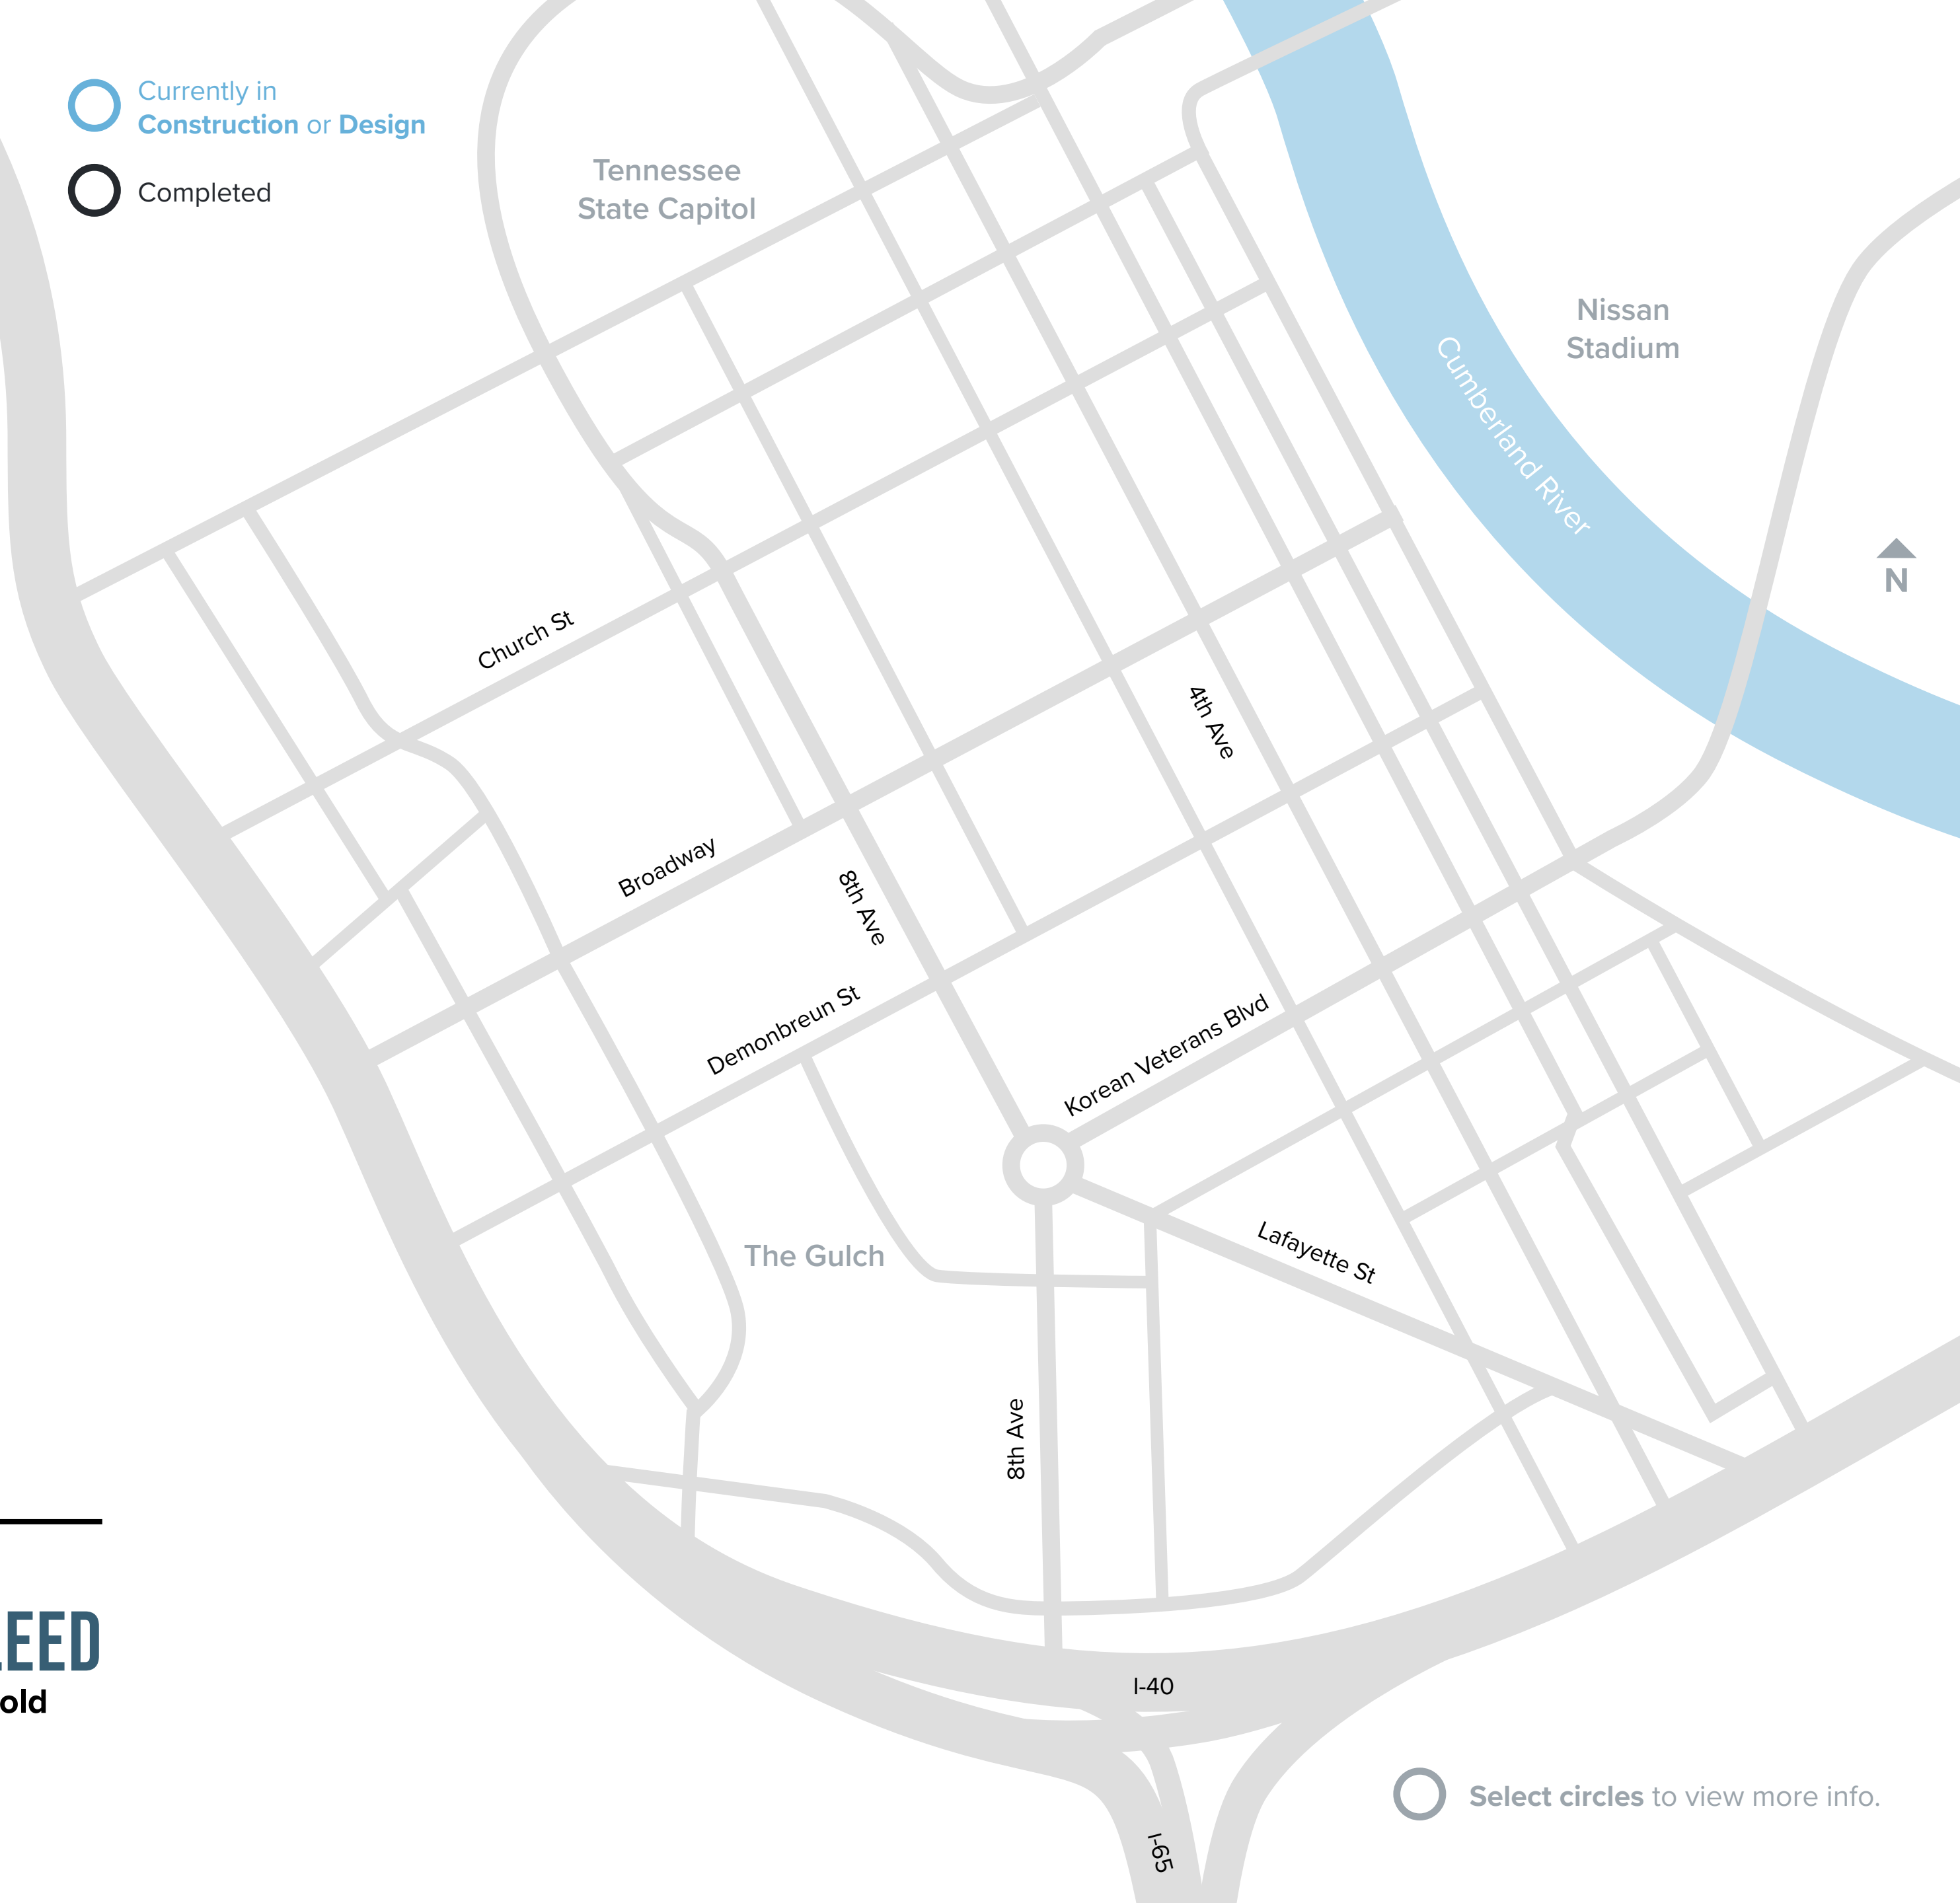 Currently in
Construction or Design
Completed
Tennessee
State Capitol
Nissan
Stadium
Cumberland River
N
Church St
4th Ave
Broadway
8th Ave
Demonbreun St
Korean Veterans Blvd
Lafayette St
The Gulch
8th Ave
EED
old
I-40
Select circles to view more info.
I-65